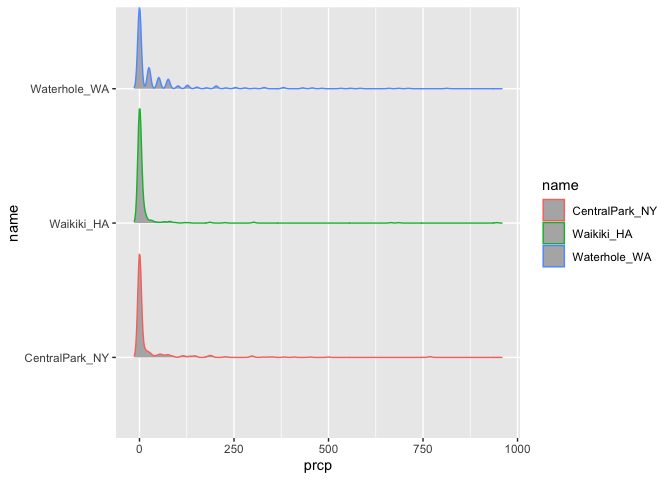 Waterhole_WA
Waikiki_HA
CentralPark_NY
name
0 250 500 750 1000
prcp
name
CentralPark_NY
Waikiki_HA
Waterhole_WA